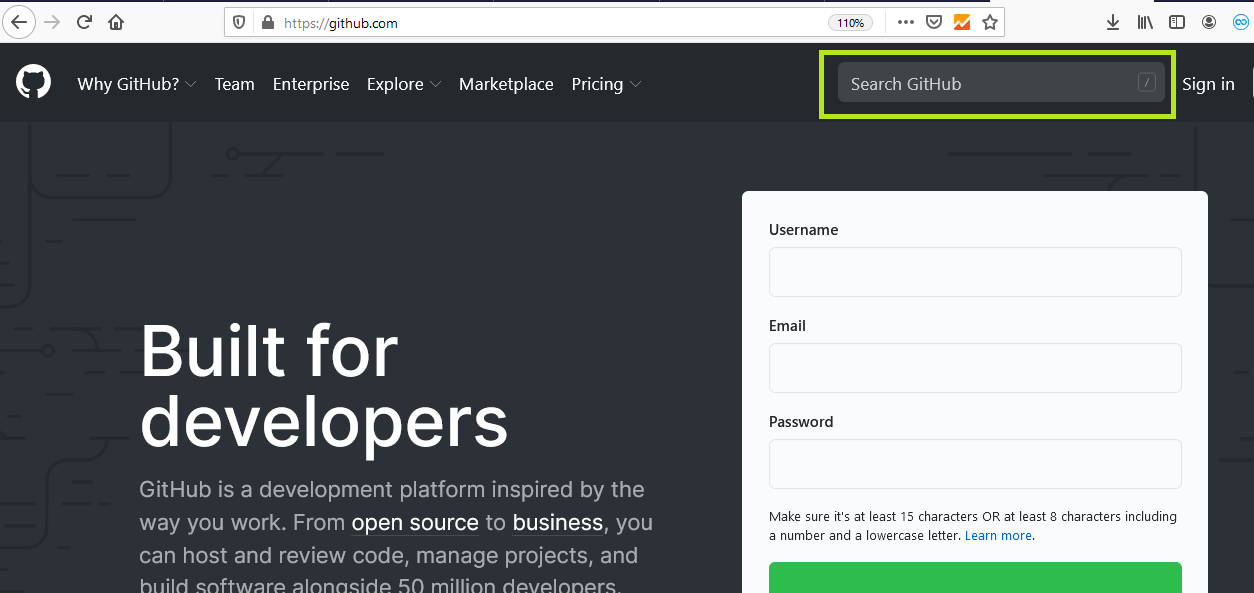 https://github.com
110%
Why GitHub?
Team
Enterprise
Explore
Marketplace
Pricing
Search GitHub
/
Sign in
Built for
developers
GitHub is a development platform inspired by the
way you work. From open source to business, you
can host and review code, manage projects, and
build software alongside 50 million developers.
Username
Email
Password
Make sure it's at least 15 characters OR at least 8 characters including
a number and a lowercase letter. Learn more.